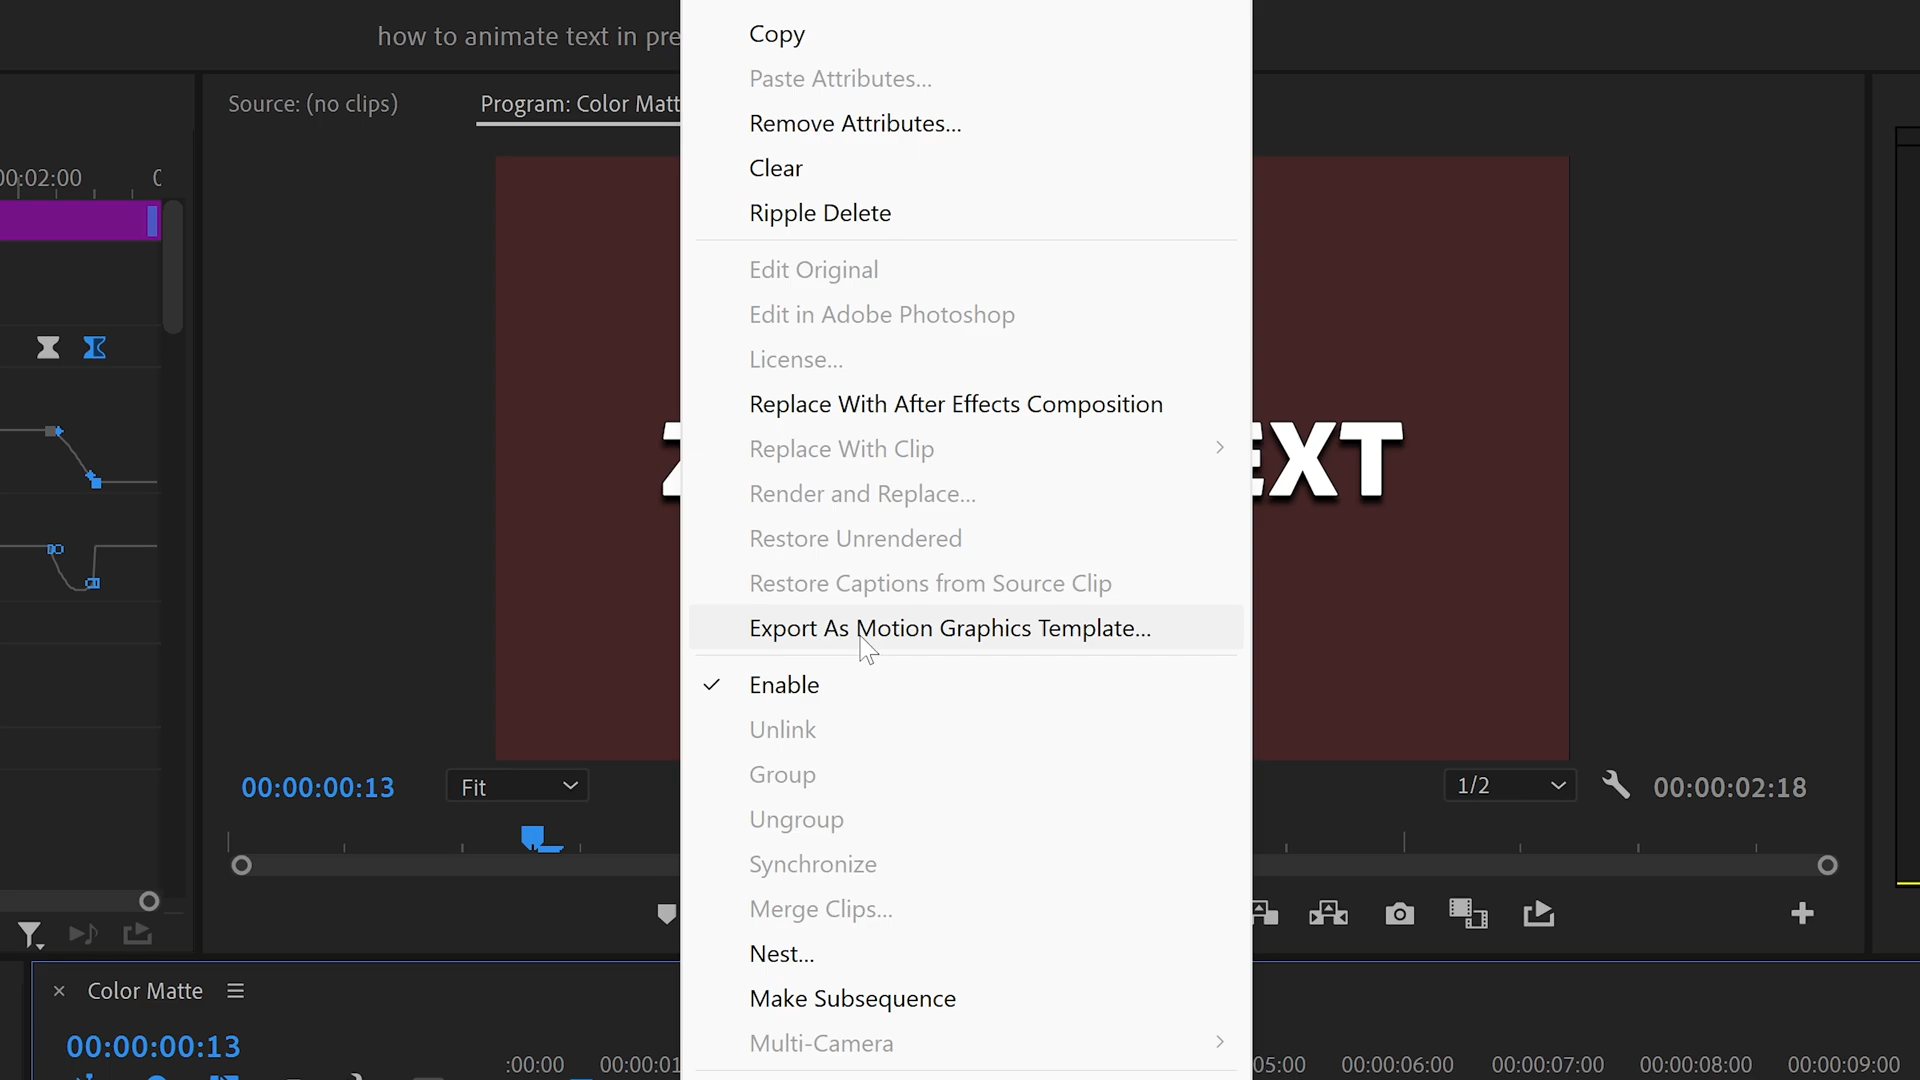 how to animate text in pre
Source: (no clips)
Program: Color Matt
00:02:00
Copy
Paste Attributes...
Remove Attributes...
Clear
Ripple Delete
Edit Original
Edit in Adobe Photoshop
License...
Replace With After Effects Composition
Replace With Clip
Render and Replace...
Restore Unrendered
Restore Captions from Source Clip
Export As Motion Graphics Template...
Enable
Unlink
Group
Ungroup
Synchronize
Merge Clips...
Nest...
Make Subsequence
Multi-Camera
EXT
00:00:00:13
Fit
1/2
00:00:02:18
Color Matte
00:00:00:13
:00:00
00:00:01
05:00
00:00:06:00
00:00:07:00
00:00:08:00
00:00:09:00